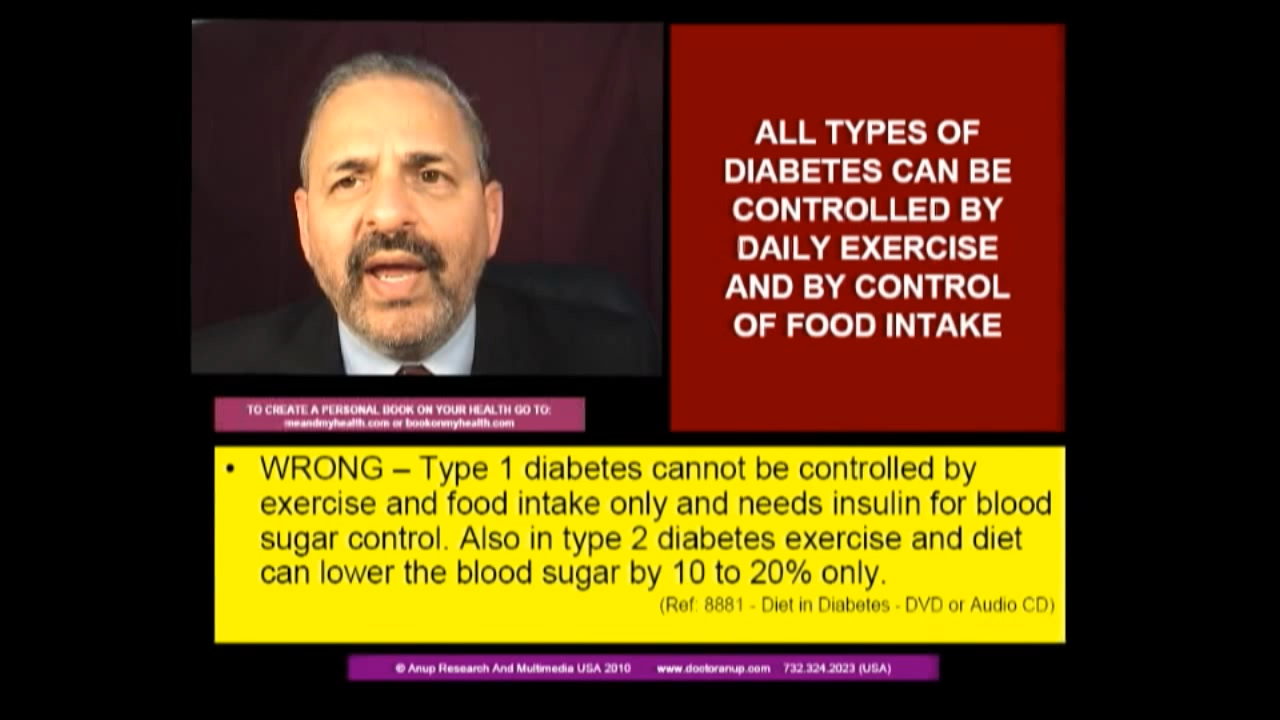 ALL TYPES OF
DIABETES CAN BE
CONTROLLED BY
DAILY EXERCISE
AND BY CONTROL
OF FOOD INTAKE
TO CREATE A PERSONAL BOOK ON YOUR HEALTH GO TO:
meandmyhealth.com or bookonmyhealth.com
• WRONG – Type 1 diabetes cannot be controlled by
exercise and food intake only and needs insulin for blood
sugar control. Also in type 2 diabetes exercise and diet
can lower the blood sugar by 10 to 20% only.
(Ref: 8881 - Diet in Diabetes - DVD or Audio CD)
© Anup Research And Multimedia USA 2010 www.doctoranup.com 732.324.2023 (USA)